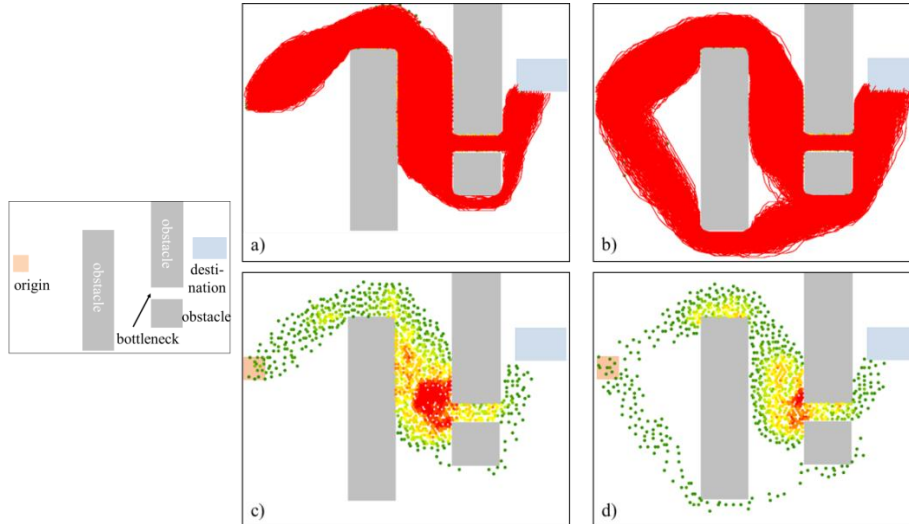 a)
b)
obstacle
obstacle
origin
desti-
nation
obstacle
bottleneck
c)
d)